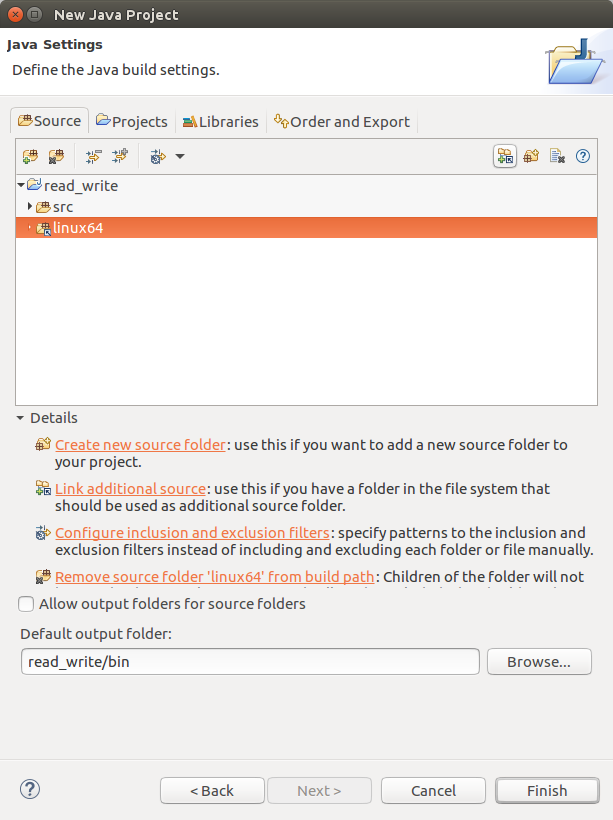 New Java Project
Java Settings
Define the Java build settings.
Source Projects Libraries Order and Export
read_write
src
linux64
Details
Create new source folder: use this if you want to add a new source folder to
your project.
Link additional source: use this if you have a folder in the file system that
should be used as additional source folder.
Configure inclusion and exclusion filters: specify patterns to the inclusion and
exclusion filters instead of including and excluding each folder or file manually.
Remove source folder 'linux64' from build path: Children of the folder will not
Allow output folders for source folders
Default output folder:
read_write/bin
Browse...
< Back Next > Cancel Finish